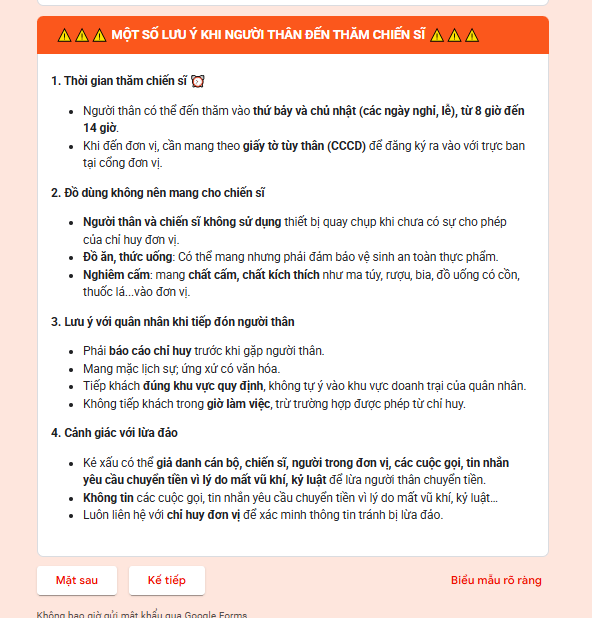 ⚠️⚠️⚠️ MỘT SỐ LƯU Ý KHI NGƯỜI THÂN ĐẾN THĂM CHIẾN SĨ ⚠️⚠️⚠️
1. Thời gian thăm chiến sĩ ⏰
• Người thân có thể đến thăm vào thứ bảy và chủ nhật (các ngày nghỉ, lễ), từ 8 giờ đến
14 giờ.
• Khi đến đơn vị, cần mang theo giấy tờ tùy thân (CCCD) để đăng ký ra vào với trực ban
tại cổng đơn vị.
2. Đồ dùng không nên mang cho chiến sĩ
• Người thân và chiến sĩ không sử dụng thiết bị quay chụp khi chưa có sự cho phép
của chỉ huy đơn vị.
• Đồ ăn, thức uống: Có thể mang nhưng phải đảm bảo vệ sinh an toàn thực phẩm.
• Nghiêm cấm: mang chất cấm, chất kích thích như ma túy, rượu, bia, đồ uống có cồn,
thuốc lá...vào đơn vị.
3. Lưu ý với quân nhân khi tiếp đón người thân
• Phải báo cáo chỉ huy trước khi gặp người thân.
• Mang mặc lịch sự; ứng xử có văn hóa.
• Tiếp khách đúng khu vực quy định, không tự ý vào khu vực doanh trại của quân nhân.
• Không tiếp khách trong giờ làm việc, trừ trường hợp được phép từ chỉ huy.
4. Cảnh giác với lừa đảo
• Kẻ xấu có thể giả danh cán bộ, chiến sĩ, người trong đơn vị, các cuộc gọi, tin nhắn
yêu cầu chuyển tiền vì lý do mất vũ khí, kỷ luật để lừa người thân chuyển tiền.
• Không tin các cuộc gọi, tin nhắn yêu cầu chuyển tiền vì lý do mất vũ khí, kỷ luật...
• Luôn liên hệ với chỉ huy đơn vị để xác minh thông tin tránh bị lừa đảo.
Mặt sau
Kế tiếp
Biểu mẫu rõ ràng
Không bao giờ gửi mật khẩu qua Google Forms.